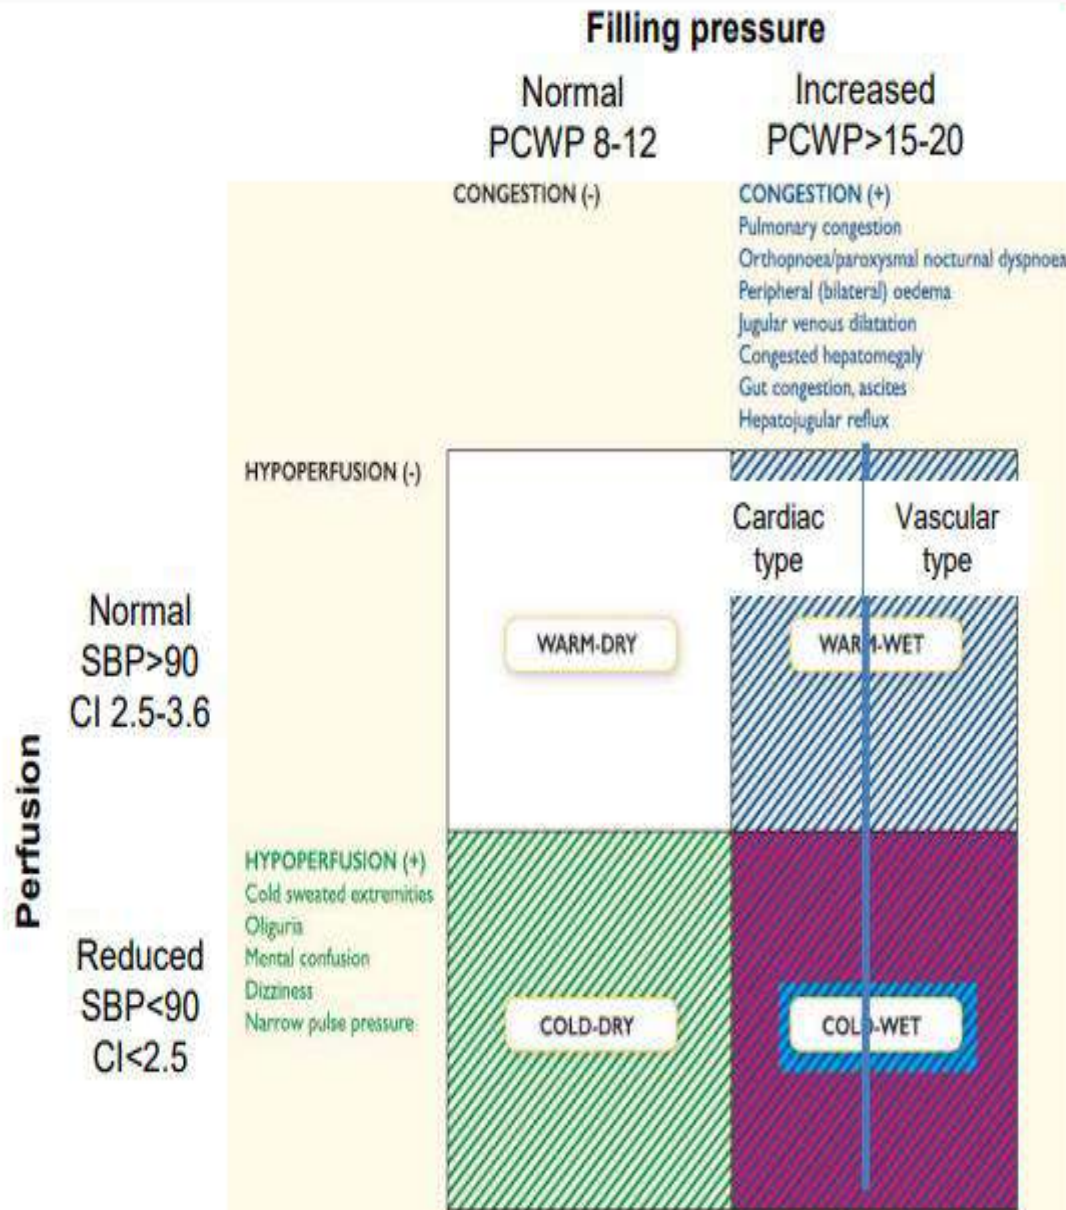 Filling pressure
Normal
PCWP 8-12
Increased
PCWP>15-20
CONGESTION (-)
CONGESTION (+)
Pulmonary congestion
Orthopnoea/paroxysmal nocturnal dyspnoea
Peripheral (bilateral) oedema
Jugular venous dilatation
Congested hepatomegaly
Gut congestion, ascites
Hepatojugular reflux
HYPOPERFUSION (-)
Cardiac
type
Vascular
type
Perfusion
Normal
SBP>90
CI 2.5-3.6
WARM-DRY
WARM-WET
HYPOPERFUSION (+)
Cold sweated extremities
Oliguria
Mental confusion
Dizziness
Narrow pulse pressure
Reduced
SBP<90
CI<2.5
COLD-DRY
COLD-WET